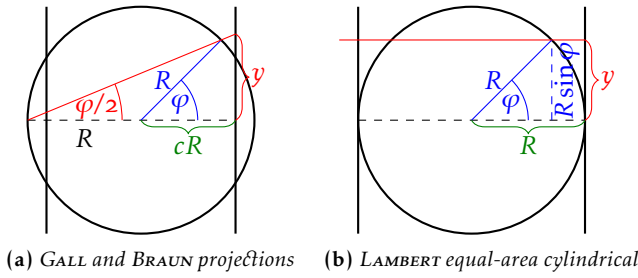 φ/2
R
R
φ
cR
y
(a) GALL and BRAUN projections
R
φ
R sin φ
R
y
(b) LAMBERT equal-area cylindrical